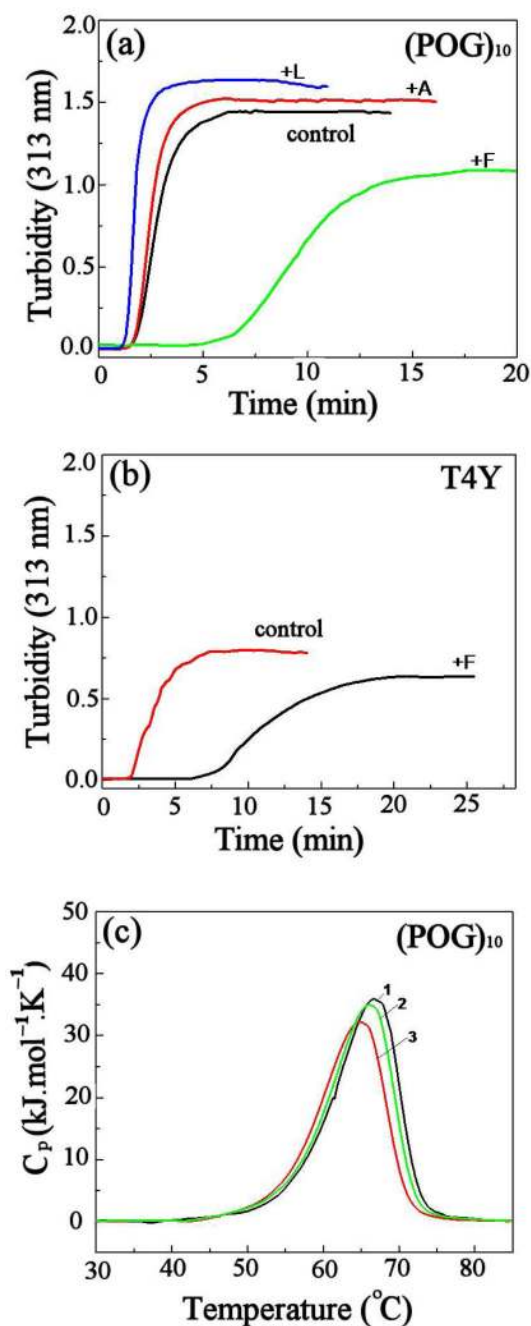 (a)
(POG)₁₀
Turbidity (313 nm)
2.0
1.5
1.0
0.5
0.0
+L
+A
control
+F
0 5 10 15 20
Time (min)
(b)
T4Y
Turbidity (313 nm)
2.0
1.5
1.0
0.5
0.0
control
+F
0 5 10 15 20 25
Time (min)
(c)
(POG)₁₀
Cₚ(kJ.mol⁻¹.K⁻¹)
50
40
30
20
10
0
1
2
3
30 40 50 60 70 80
Temperature (°C)